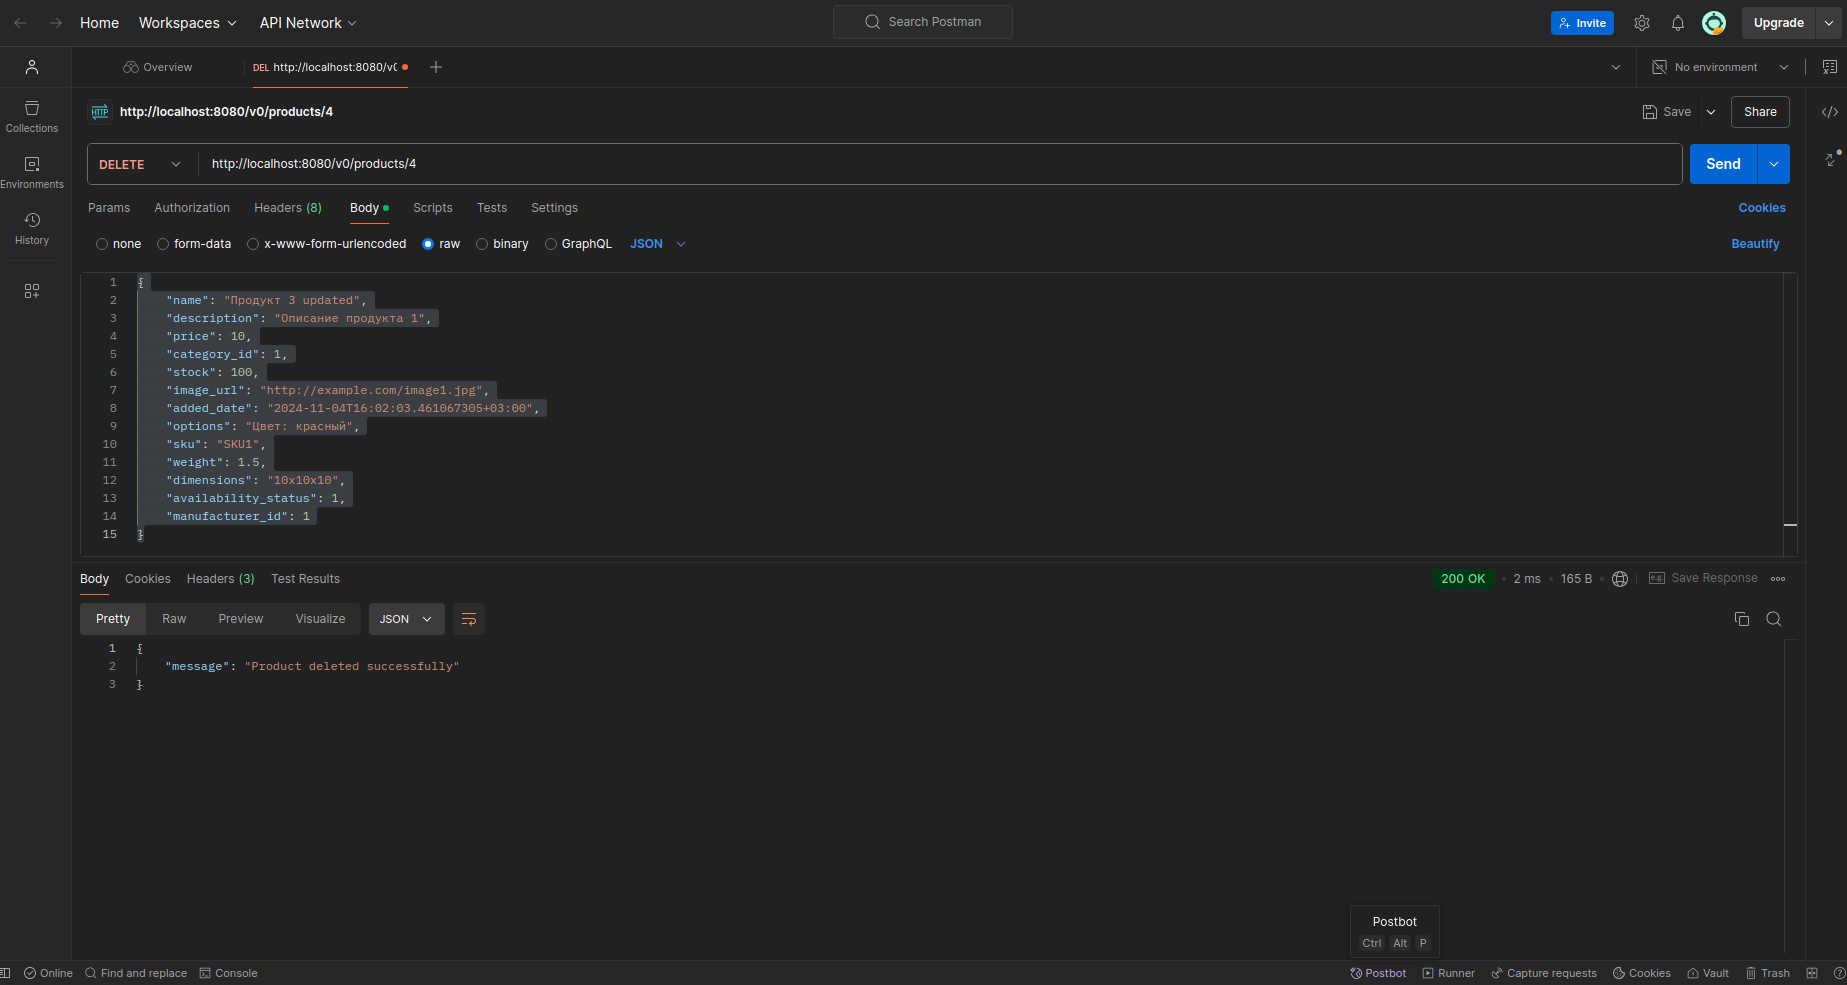 Home Workspaces API Network Search Postman Invite Upgrade
Overview DEL http://localhost:8080/v0 No environment
HTTP http://localhost:8080/v0/products/4 Save Share
Collections
DELETE http://localhost:8080/v0/products/4 Send
Environments
Params Authorization Headers (8) Body Scripts Tests Settings Cookies
History
none form-data x-www-form-urlencoded raw binary GraphQL JSON Beautify
1 {
2 "name": "Продукт 3 updated",
3 "description": "Описание продукта 1",
4 "price": 10,
5 "category_id": 1,
6 "stock": 100,
7 "image_url": "http://example.com/image1.jpg",
8 "added_date": "2024-11-04T16:02:03.461067305+03:00",
9 "options": "Цвет: красный",
10 "sku": "SKU1",
11 "weight": 1.5,
12 "dimensions": "10x10x10",
13 "availability_status": 1,
14 "manufacturer_id": 1
15 }
Body Cookies Headers (3) Test Results 200 OK 2 ms 165 B e.g. Save Response
Pretty Raw Preview Visualize JSON
1 {
2 "message": "Product deleted successfully"
3 }
Postbot
Ctrl Alt P
Online Find and replace Console Postbot Runner Capture requests Cookies Vault Trash